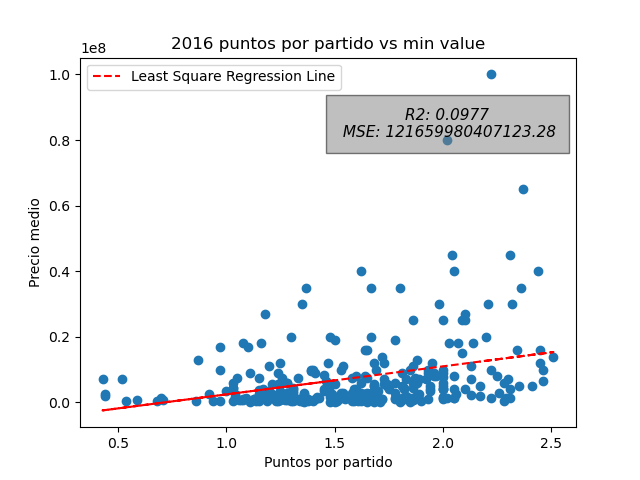 2016 puntos por partido vs min value
1e8
Least Square Regression Line
R2: 0.0977
MSE: 121659980407123.28
1.0
0.8
0.6
0.4
0.2
0.0
Precio medio
0.5 1.0 1.5 2.0 2.5
Puntos por partido